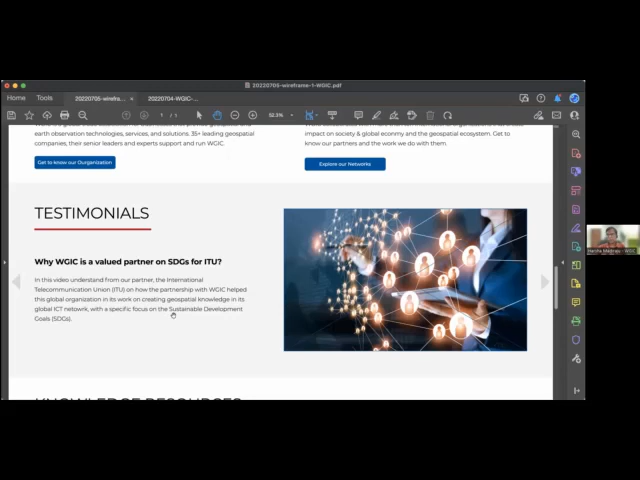 20220705-wireframe-1-WGIC.pdf
Home Tools 20220705-wirefra... × 20220704-WGIC-...
1 / 1 52.3%
earth observation technologies, services, and solutions. 35+ leading geospatial
companies, their senior leaders and experts support and run WGIC.
Get to know our Ourganization
impact on society & global econmy and the geospatial ecosystem. Get to
know our partners and the work we do with them.
Explore our Networks
TESTIMONIALS
Why WGIC is a valued partner on SDGs for ITU?
In this video understand from our partner, the International
Telecommunication Union (ITU) on how the partnership with WGIC helped
this global organization in its work on creating geospatial knowledge in its
global ICT netowrk, with a specific focus on the Sustainable Development
Goals (SDGs).
KNOWLEDGE RESOURCES